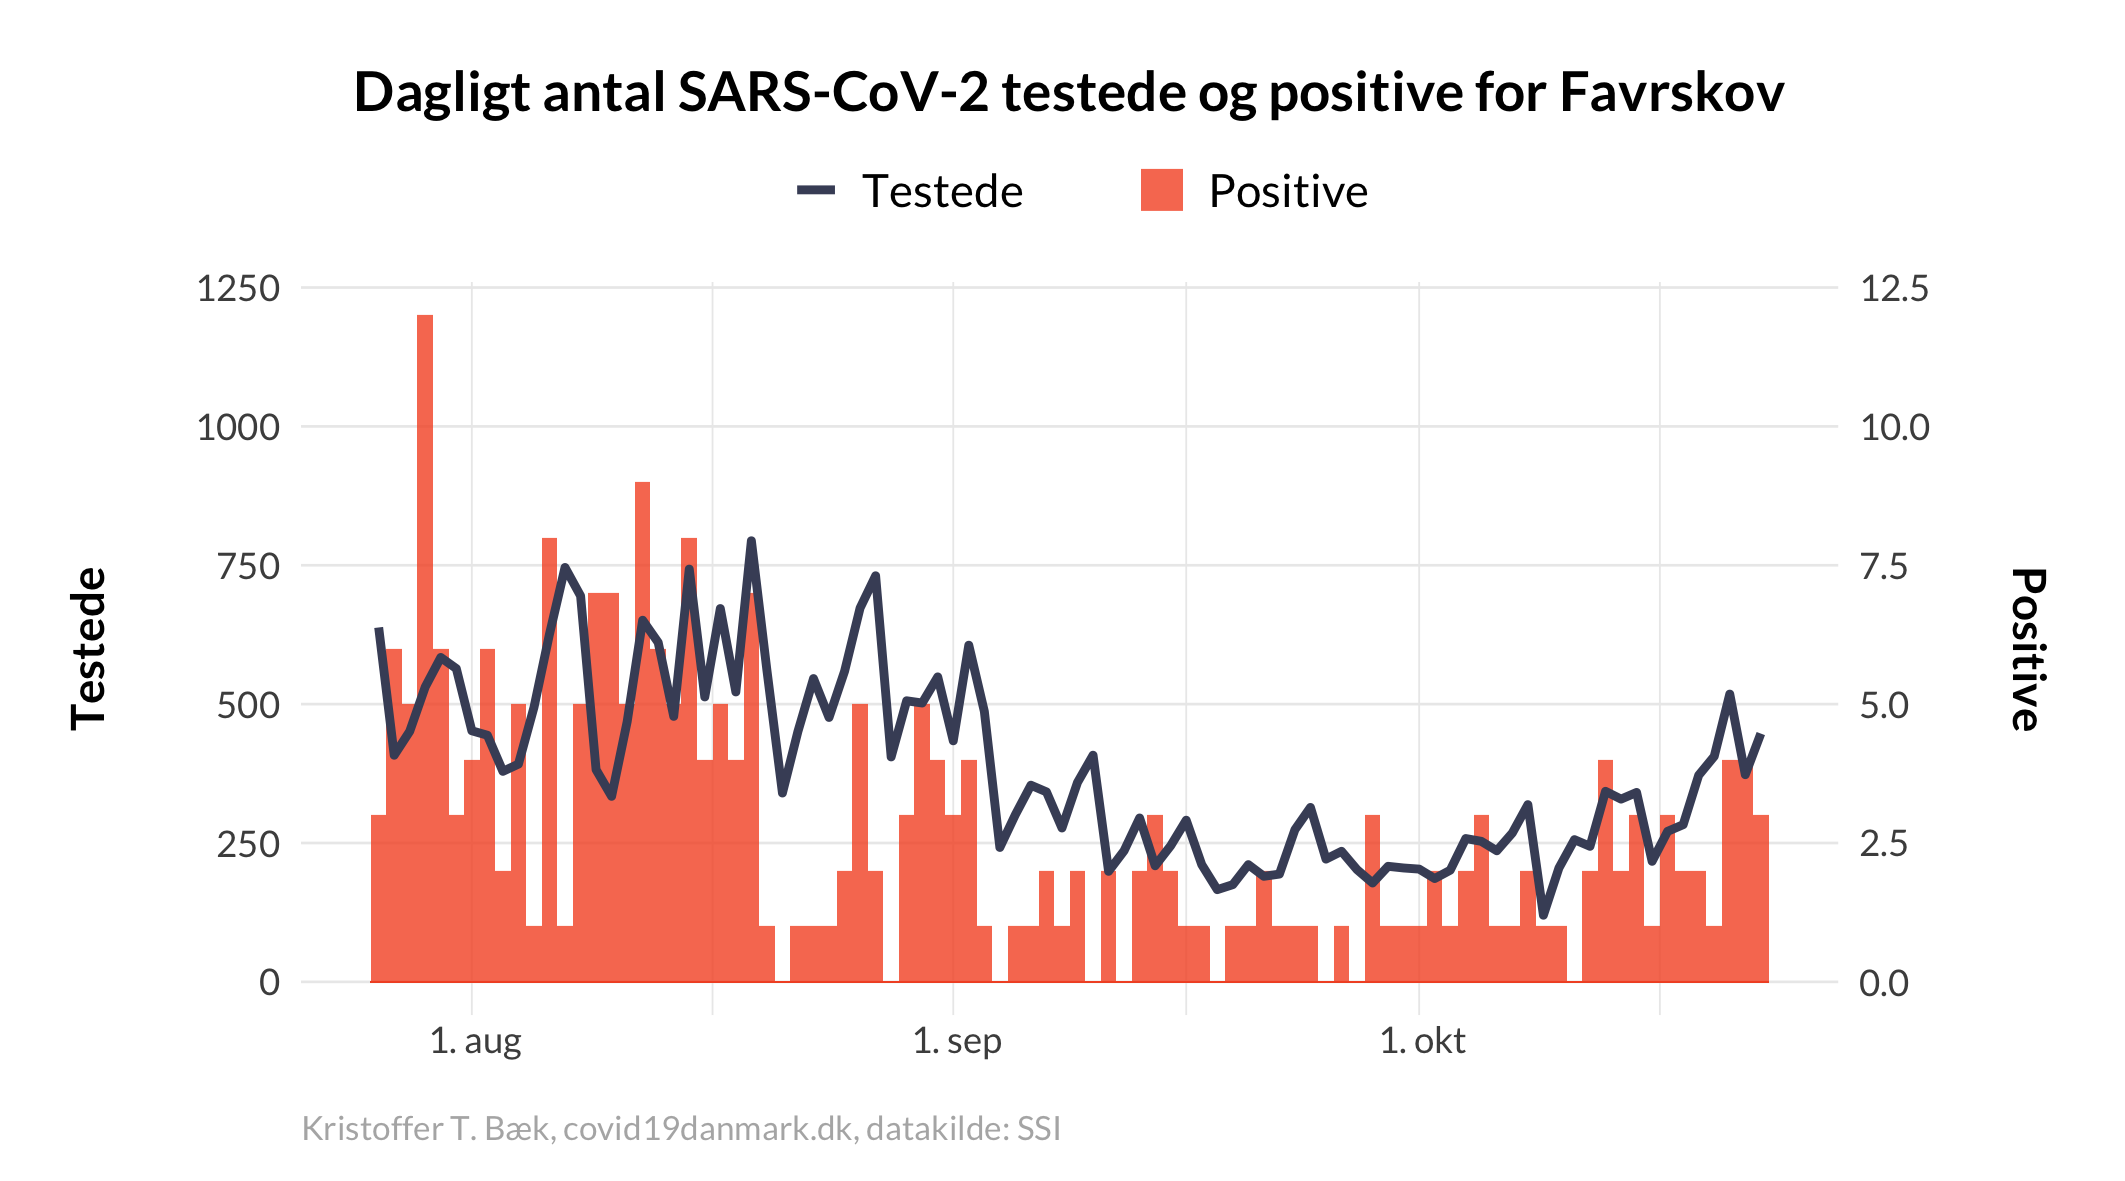 Dagligt antal SARS-CoV-2 testede og positive for Favrskov
Testede
Positive
1250
1000
750
500
250
0
12.5
10.0
7.5
5.0
2.5
0.0
Testede
Positive
1. aug
1. sep
1. okt
Kristoffer T. Bæk, covid19danmark.dk, datakilde: SSI